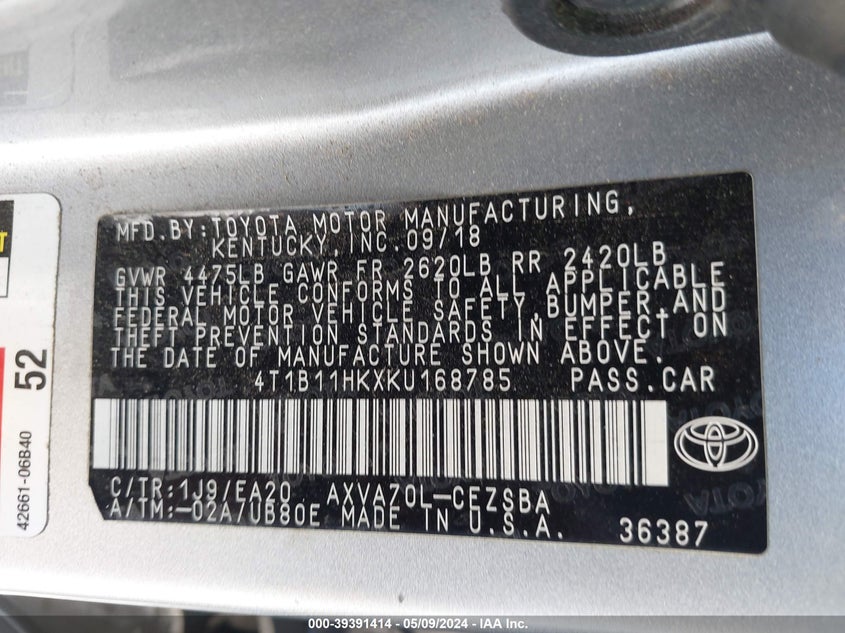 MFD.BY:TOYOTA MOTOR MANUFACTURING,
KENTUCKY,INC.09/18
GVWR 4475LB GAWR FR 2620LB RR 2420LB
THIS VEHICLE CONFORMS TO ALL APPLICABLE
FEDERAL MOTOR VEHICLE SAFETY,BUMPER,AND
THEFT PREVENTION STANDARDS IN EFFECT ON
THE DATE OF MANUFACTURE SHOWN ABOVE.
4T1B11HKXKU168785 PASS.CAR
C/TR:1J9/EA20 AXVA70L-CEZSBA
A/TM:-02A/UB80E MADE IN U.S.A. 36387
52
42661-06B40
000-39391414 - 05/09/2024 - IAA Inc.